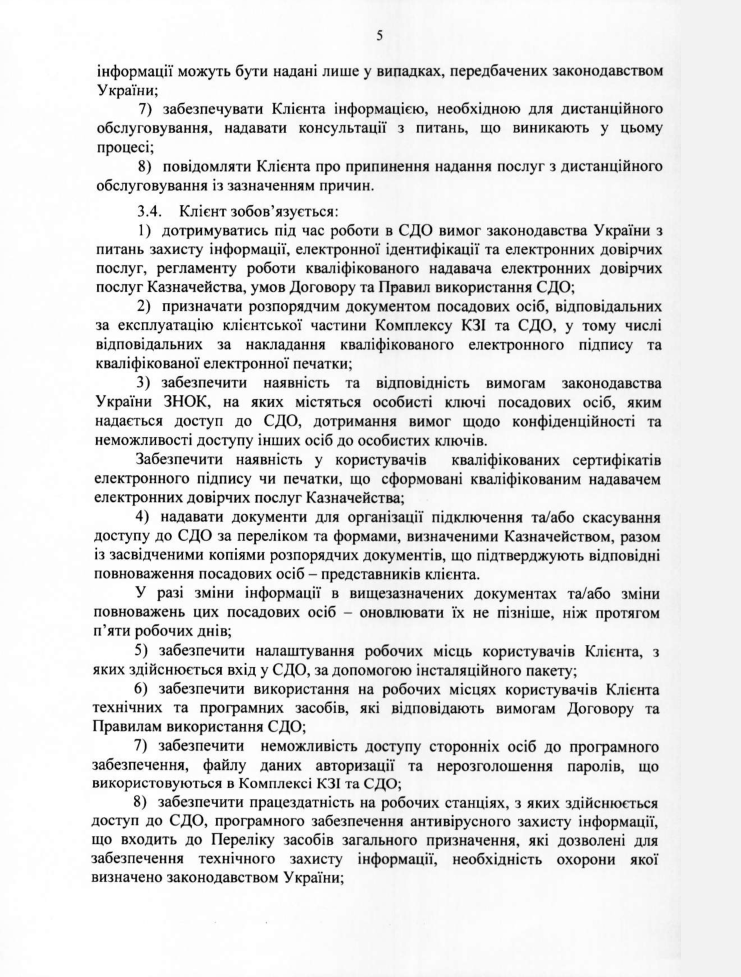 5
інформації можуть бути надані лише у випадках, передбачених законодавством
України;
7) забезпечувати Клієнта інформацією, необхідною для дистанційного
обслуговування, надавати консультації з питань, що виникають у цьому
процесі;
8) повідомляти Клієнта про припинення надання послуг з дистанційного
обслуговування із зазначенням причин.
3.4. Клієнт зобов’язується:
1) дотримуватись під час роботи в СДО вимог законодавства України з
питань захисту інформації, електронної ідентифікації та електронних довірчих
послуг, регламенту роботи кваліфікованого надавача електронних довірчих
послуг Казначейства, умов Договору та Правил використання СДО;
2) призначати розпорядчим документом посадових осіб, відповідальних
за експлуатацію клієнтської частини Комплексу КЗІ та СДО, у тому числі
відповідальних за накладання кваліфікованого електронного підпису та
кваліфікованої електронної печатки;
3) забезпечити наявність та відповідність вимогам законодавства
України ЗНОК, на яких містяться особисті ключі посадових осіб, яким
надається доступ до СДО, дотримання вимог щодо конфіденційності та
неможливості доступу інших осіб до особистих ключів.
Забезпечити наявність у користувачів кваліфікованих сертифікатів
електронного підпису чи печатки, що сформовані кваліфікованим надавачем
електронних довірчих послуг Казначейства;
4) надавати документи для організації підключення та/або скасування
доступу до СДО за переліком та формами, визначеними Казначейством, разом
із засвідченими копіями розпорядчих документів, що підтверджують відповідні
повноваження посадових осіб – представників клієнта.
У разі зміни інформації в вищезазначених документах та/або зміни
повноважень цих посадових осіб – оновлювати їх не пізніше, ніж протягом
п’яти робочих днів;
5) забезпечити налаштування робочих місць користувачів Клієнта, з
яких здійснюється вхід у СДО, за допомогою інсталяційного пакету;
6) забезпечити використання на робочих місцях користувачів Клієнта
технічних та програмних засобів, які відповідають вимогам Договору та
Правилам використання СДО;
7) забезпечити неможливість доступу сторонніх осіб до програмного
забезпечення, файлу даних авторизації та нерозголошення паролів, що
використовуються в Комплексі КЗІ та СДО;
8) забезпечити працездатність на робочих станціях, з яких здійснюється
доступ до СДО, програмного забезпечення антивірусного захисту інформації,
що входить до Переліку засобів загального призначення, які дозволені для
забезпечення технічного захисту інформації, необхідність охорони якої
визначено законодавством України;